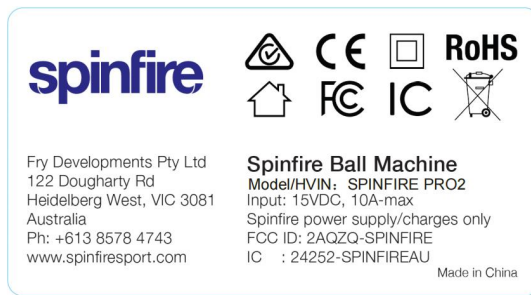 spinfire
CE RoHS
FC IC
Fry Developments Pty Ltd
122 Dougharty Rd
Heidelberg West, VIC 3081
Australia
Ph: +613 8578 4743
www.spinfiresport.com
Spinfire Ball Machine
Model/HVIN: SPINFIRE PRO2
Input: 15VDC, 10A-max
Spinfire power supply/charges only
FCC ID: 2AQZQ-SPINFIRE
IC : 24252-SPINFIREAU
Made in China